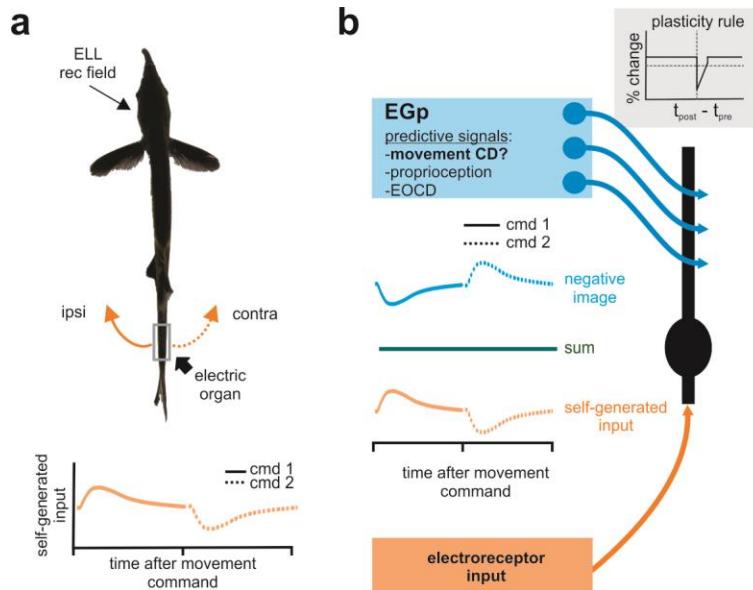 a
ELL
rec field
ipsi
contra
electric
organ
self-generated
input
cmd 1
cmd 2
time after movement
command
b
plasticity rule
% change
tpost - tpre
EGp
predictive signals:
-movement CD?
-proprioception
-EOCD
cmd 1
cmd 2
negative
image
sum
self-generated
input
time after movement
command
electroreceptor
input